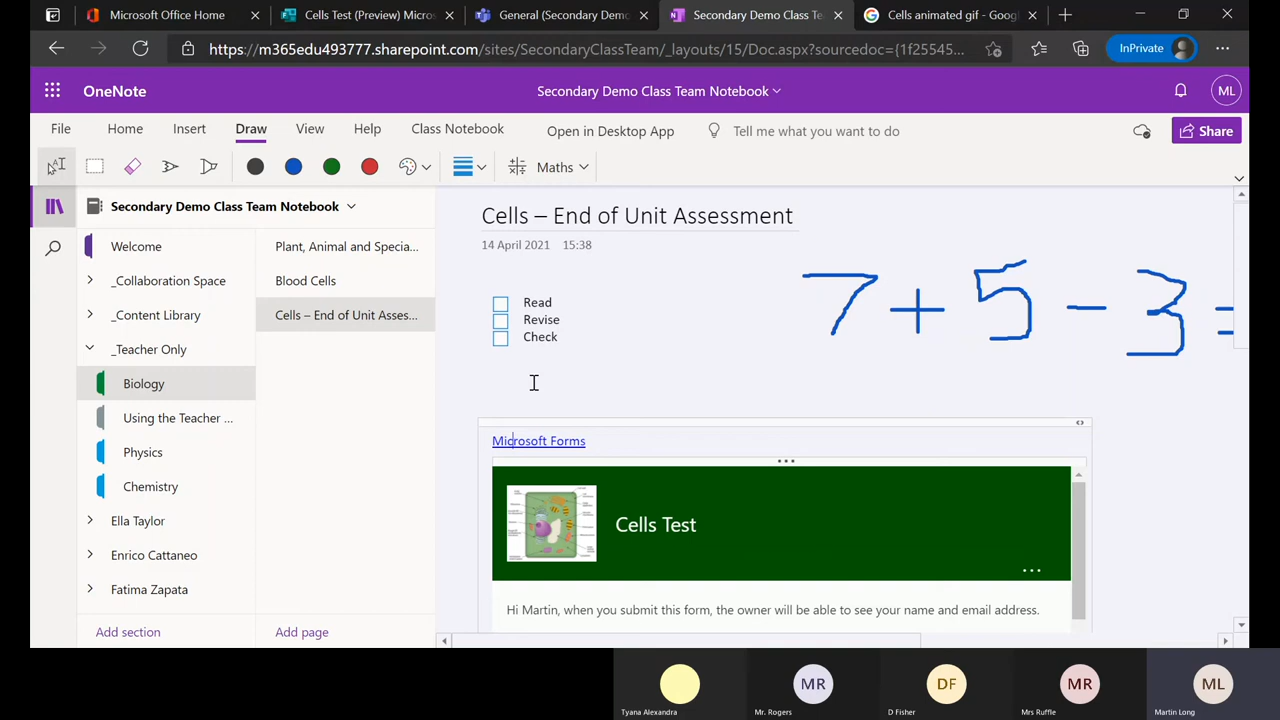 Microsoft Office Home
Cells Test (Preview) Micros
General (Secondary Demo
Secondary Demo Class Te
Cells animated gif - Goog
https://m365edu493777.sharepoint.com/sites/SecondaryClassTeam/_layouts/15/Doc.aspx?sourcedoc={1f25545...
InPrivate
OneNote
Secondary Demo Class Team Notebook
ML
File
Home
Insert
Draw
View
Help
Class Notebook
Open in Desktop App
Tell me what you want to do
Share
Maths
Secondary Demo Class Team Notebook
Welcome
_Collaboration Space
_Content Library
_Teacher Only
Biology
Using the Teacher ...
Physics
Chemistry
Ella Taylor
Enrico Cattaneo
Fatima Zapata
Add section
Plant, Animal and Specia...
Blood Cells
Cells – End of Unit Asses...
Add page
Cells – End of Unit Assessment
14 April 2021 15:38
7 + 5 - 3 =
Read
Revise
Check
Microsoft Forms
Cells Test
Hi Martin, when you submit this form, the owner will be able to see your name and email address.
MR
DF
MR
ML
Tyana Alexandra
Mr. Rogers
D Fisher
Mrs Ruffle
Martin Long